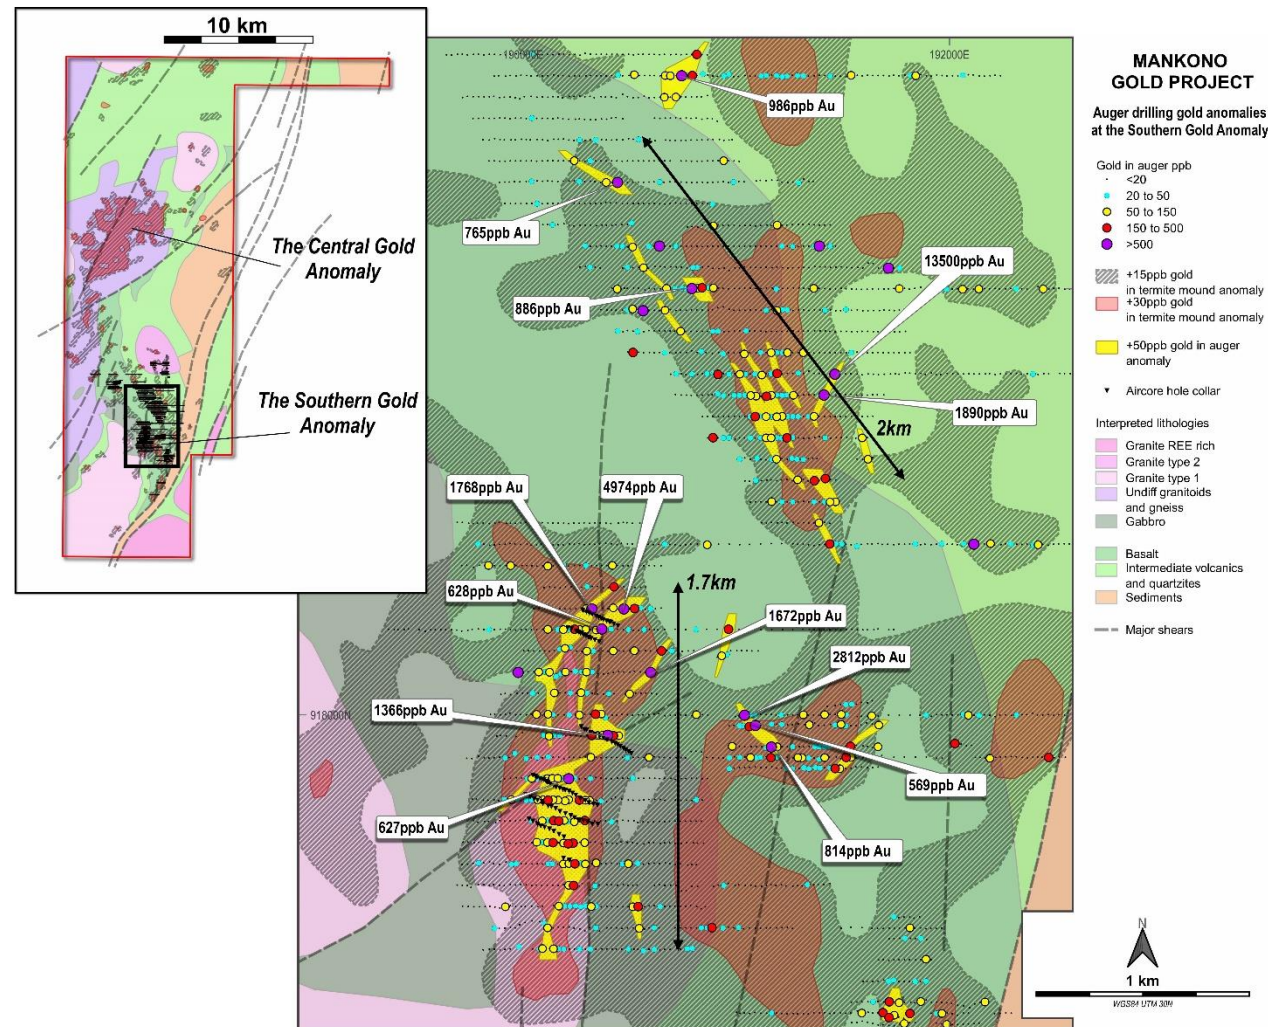 10 km
The Central Gold
Anomaly
The Southern Gold
Anomaly
190000E
192000E
918000N
986ppb Au
765ppb Au
13500ppb Au
886ppb Au
1890ppb Au
2km
1768ppb Au
4974ppb Au
628ppb Au
1.7km
1672ppb Au
2812ppb Au
1366ppb Au
569ppb Au
627ppb Au
814ppb Au
MANKONO
GOLD PROJECT
Auger drilling gold anomalies
at the Southern Gold Anomaly
Gold in auger ppb
<20
20 to 50
50 to 150
150 to 500
>500
+15ppb gold
in termite mound anomaly
+30ppb gold
in termite mound anomaly
+50ppb gold in auger
anomaly
Aircore hole collar
Interpreted lithologies
Granite REE rich
Granite type 2
Granite type 1
Undiff granitoids
and gneiss
Gabbro
Basalt
Intermediate volcanics
and quartzites
Sediments
Major shears
N
1 km
WGS84 UTM 30N